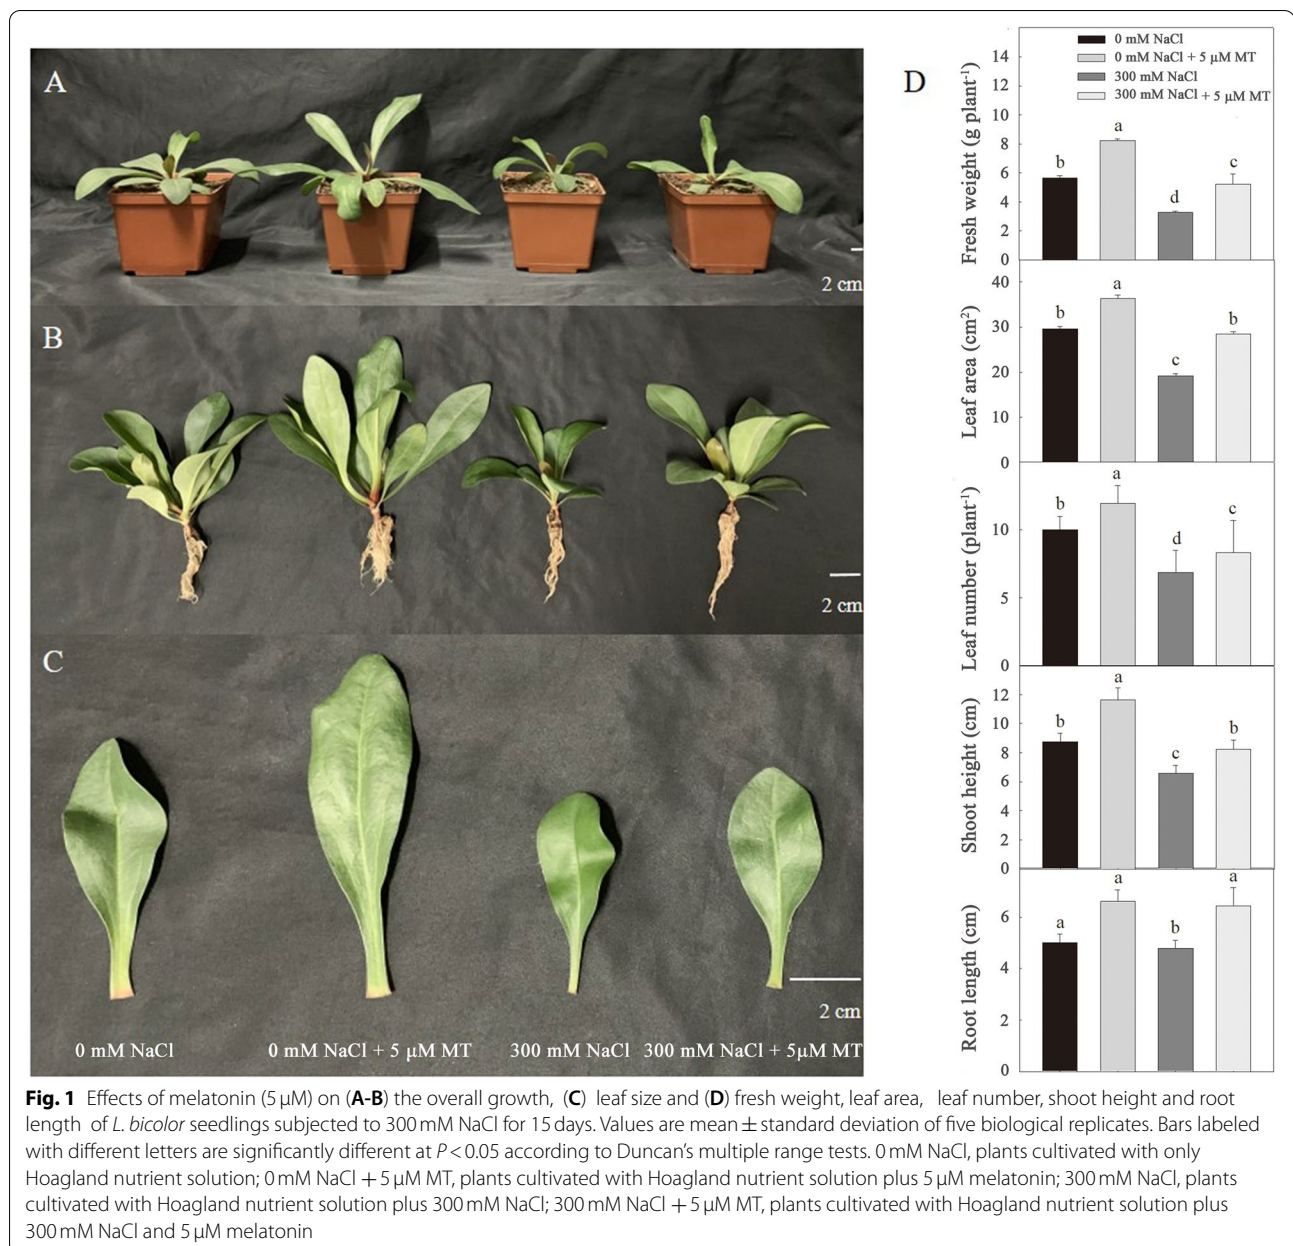 A
2 cm
B
2 cm
C
2 cm
0 mM NaCl
0 mM NaCl + 5 μM MT
300 mM NaCl
300 mM NaCl + 5μM MT
D
0 mM NaCl
0 mM NaCl + 5 μM MT
300 mM NaCl
300 mM NaCl + 5 μM MT
Fresh weight (g plant⁻¹)
14
12
10
8
6
4
2
0
b
a
d
c
Leaf area (cm²)
40
30
20
10
0
b
a
c
b
Leaf number (plant⁻¹)
10
5
0
b
a
d
c
Shoot height (cm)
12
10
8
6
4
2
0
b
a
c
b
Root length (cm)
6
4
2
0
a
a
b
a
Fig. 1 Effects of melatonin (5 μM) on (A-B) the overall growth, (C) leaf size and (D) fresh weight, leaf area, leaf number, shoot height and root
length of L. bicolor seedlings subjected to 300 mM NaCl for 15 days. Values are mean ± standard deviation of five biological replicates. Bars labeled
with different letters are significantly different at P < 0.05 according to Duncan's multiple range tests. 0 mM NaCl, plants cultivated with only
Hoagland nutrient solution; 0 mM NaCl + 5 μM MT, plants cultivated with Hoagland nutrient solution plus 5 μM melatonin; 300 mM NaCl, plants
cultivated with Hoagland nutrient solution plus 300 mM NaCl; 300 mM NaCl + 5 μM MT, plants cultivated with Hoagland nutrient solution plus
300 mM NaCl and 5 μM melatonin